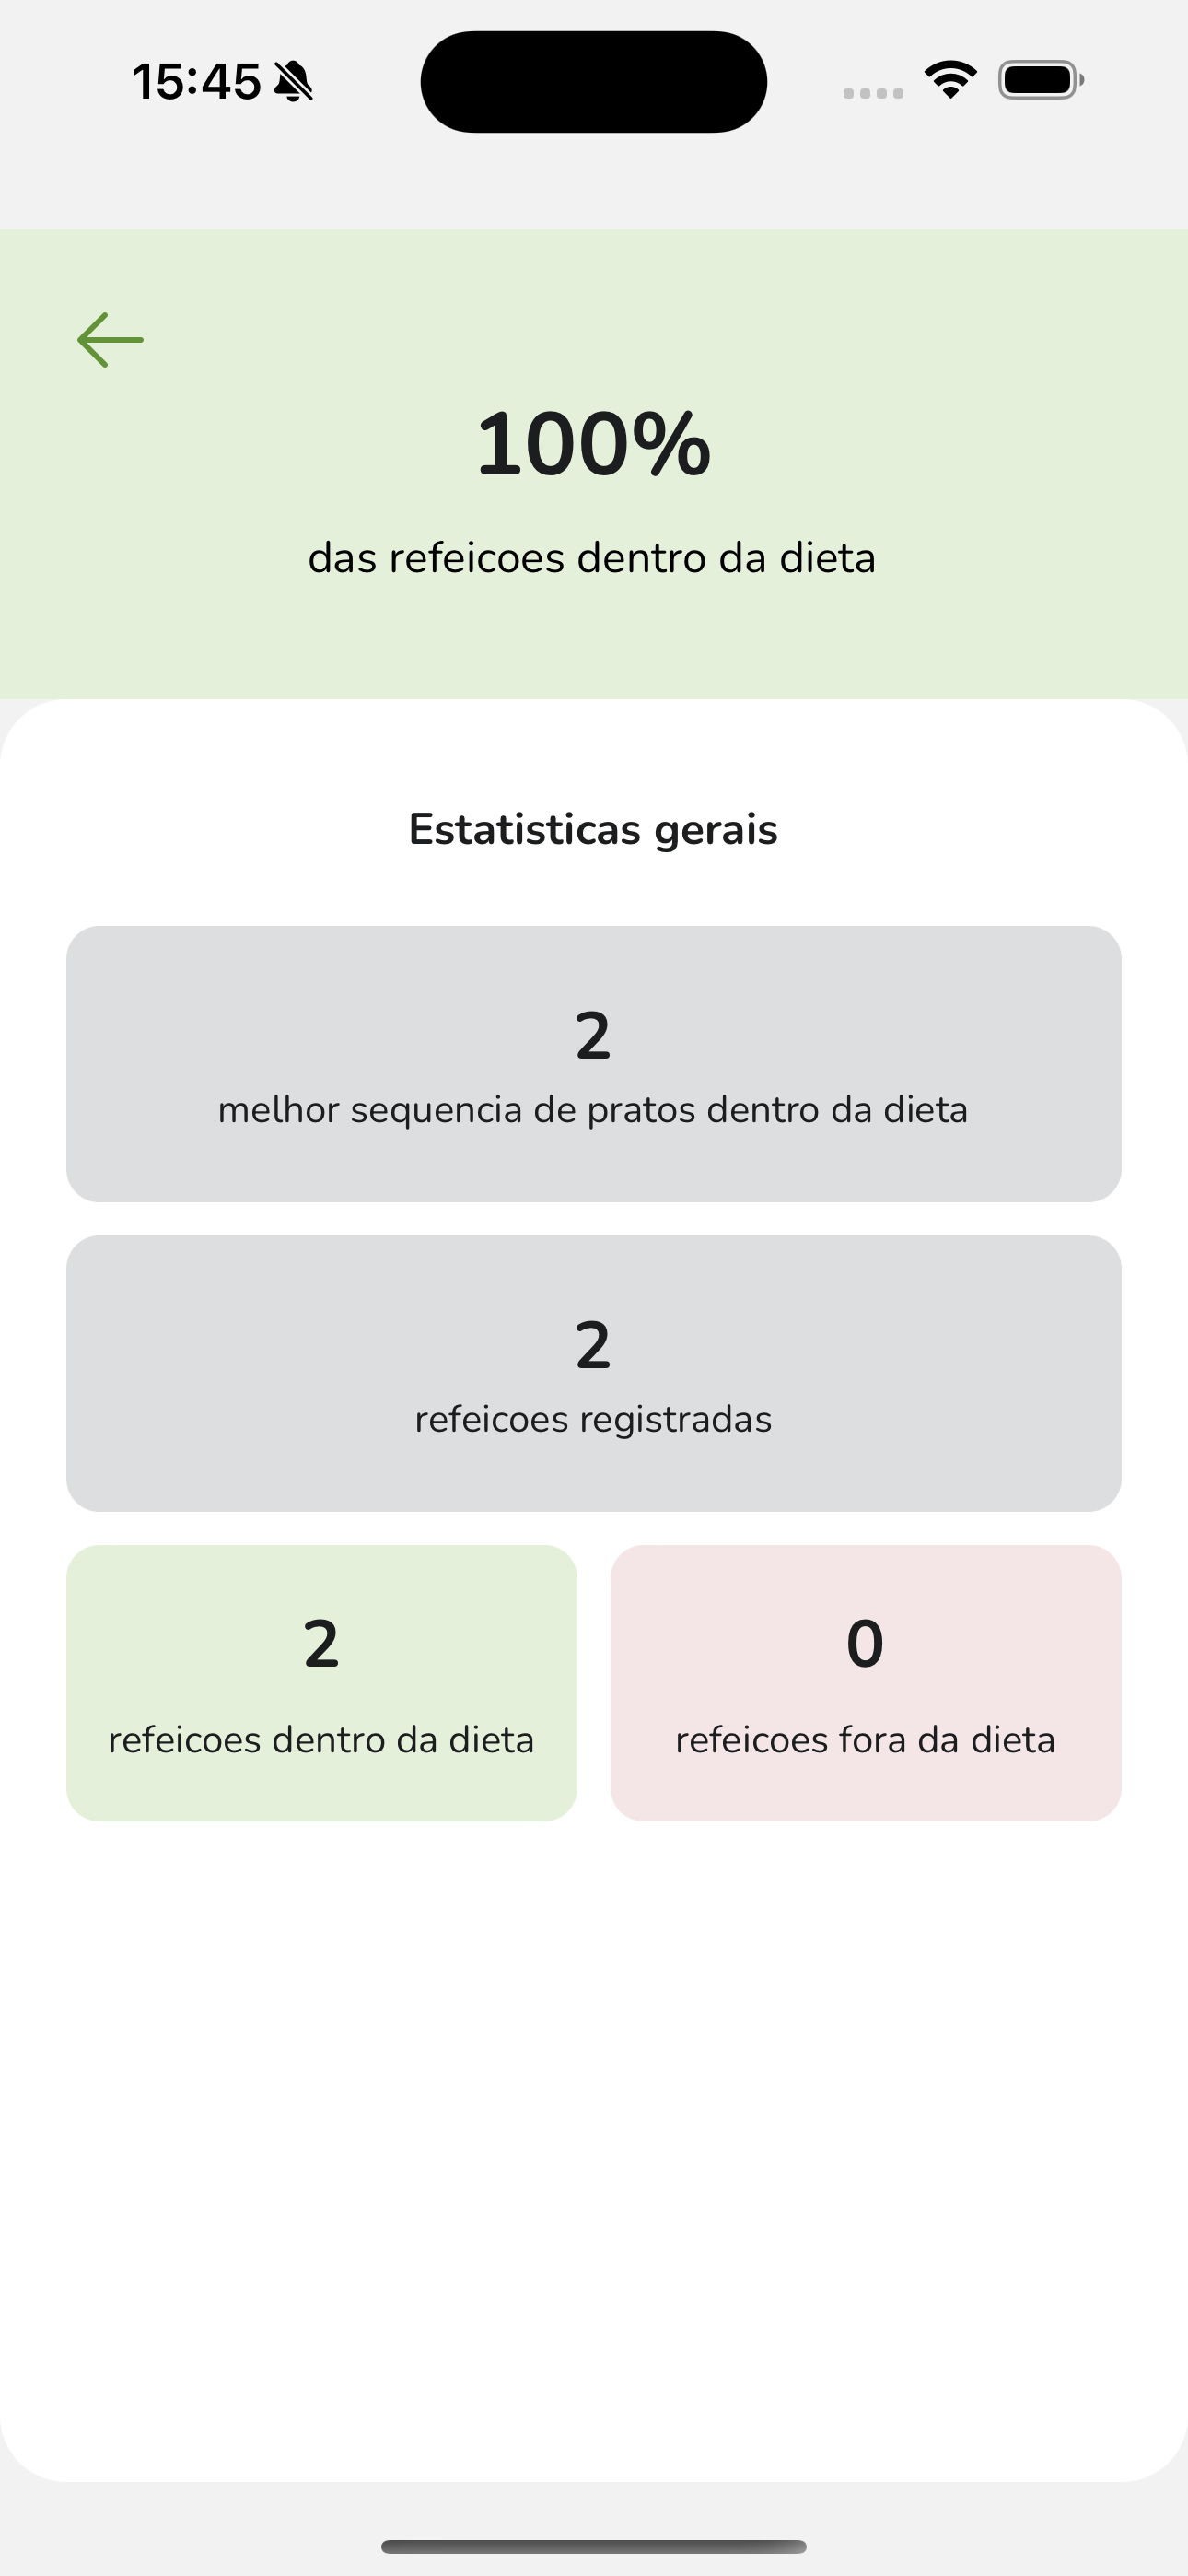 15:45
100%
das refeicoes dentro da dieta
Estatisticas gerais
2
melhor sequencia de pratos dentro da dieta
2
refeicoes registradas
2
refeicoes dentro da dieta
0
refeicoes fora da dieta